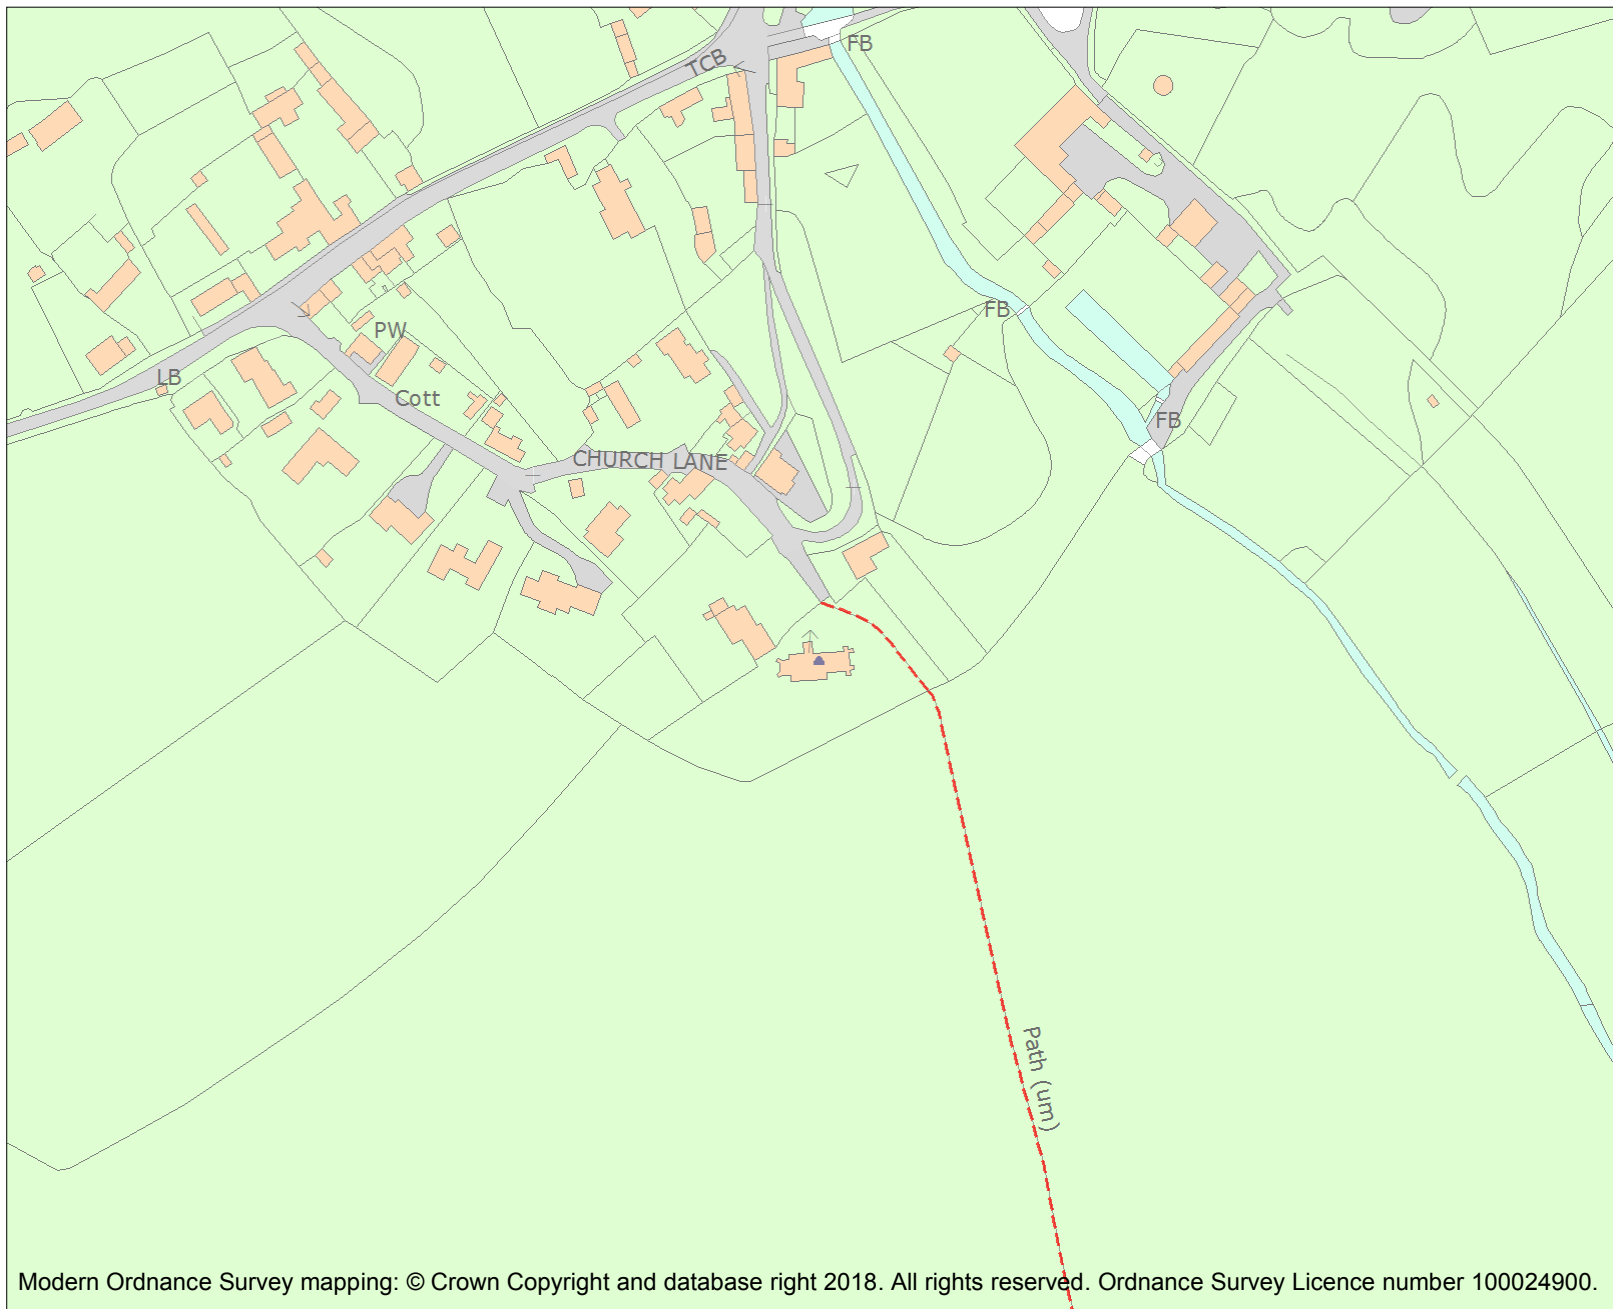 FB
TCB
FB
PW
LB
Cott
FB
CHURCH LANE
Path (um)
Modern Ordnance Survey mapping: © Crown Copyright and database right 2018. All rights reserved. Ordnance Survey Licence number 100024900.